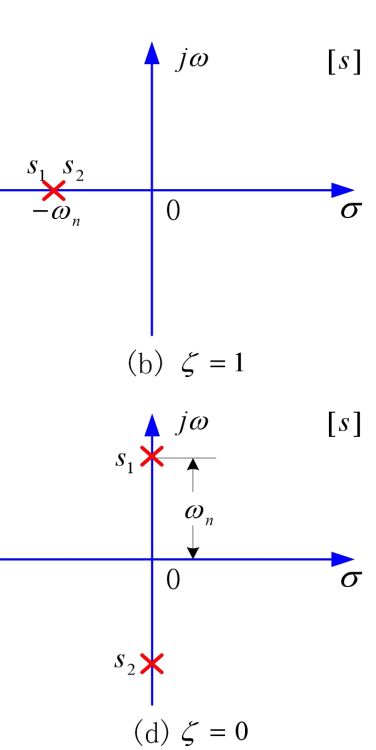 jω [s]
s₁ s₂
−ωₙ 0 σ
(b) ζ = 1
jω [s]
s₁
ωₙ
0 σ
s₂
(d) ζ = 0